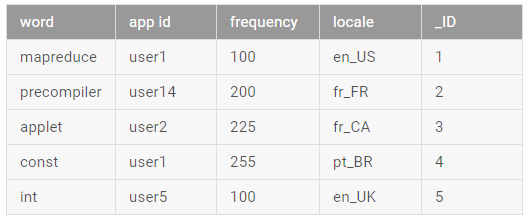 word app id frequency locale _ID
mapreduce user1 100 en_US 1
precompiler user14 200 fr_FR 2
applet user2 225 fr_CA 3
const user1 255 pt_BR 4
int user5 100 en_UK 5